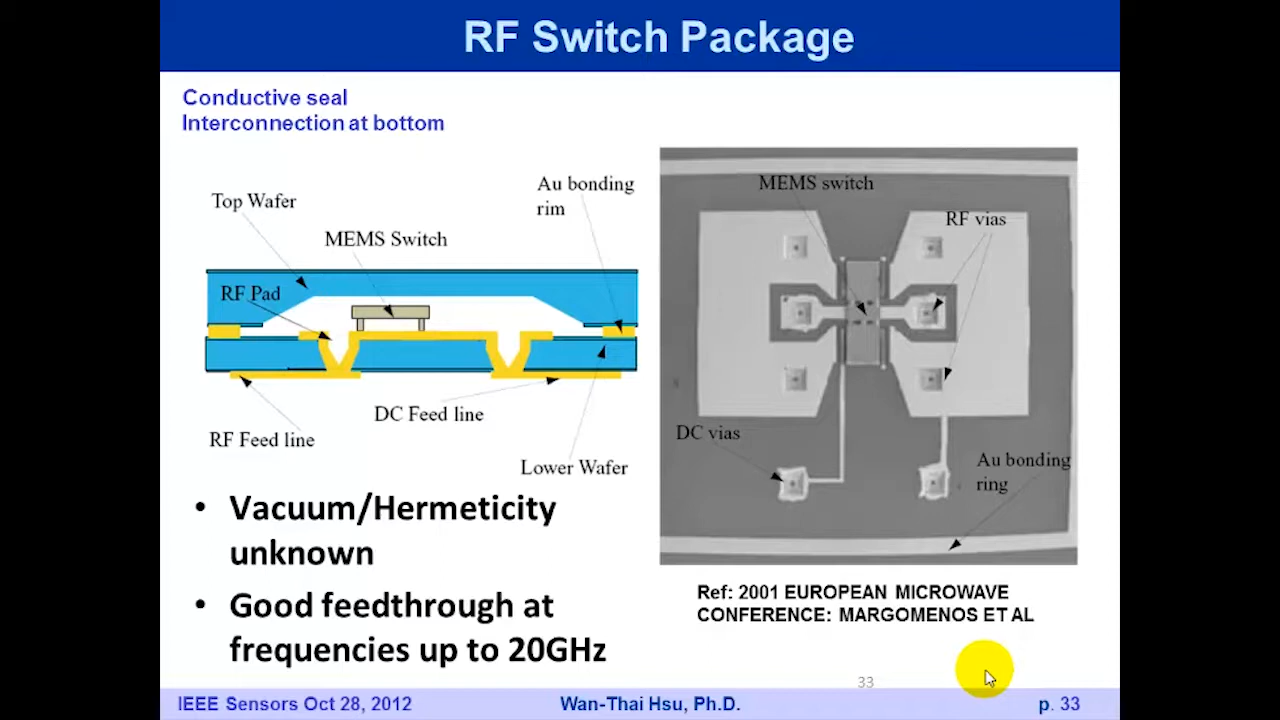 RF Switch Package
Conductive seal
Interconnection at bottom
Top Wafer
Au bonding
rim
MEMS Switch
RF Pad
DC Feed line
RF Feed line
Lower Wafer
MEMS switch
RF vias
DC vias
Au bonding
ring
• Vacuum/Hermeticity
unknown
• Good feedthrough at
frequencies up to 20GHz
Ref: 2001 EUROPEAN MICROWAVE
CONFERENCE: MARGOMENOS ET AL
33
IEEE Sensors Oct 28, 2012
Wan-Thai Hsu, Ph.D.
p. 33